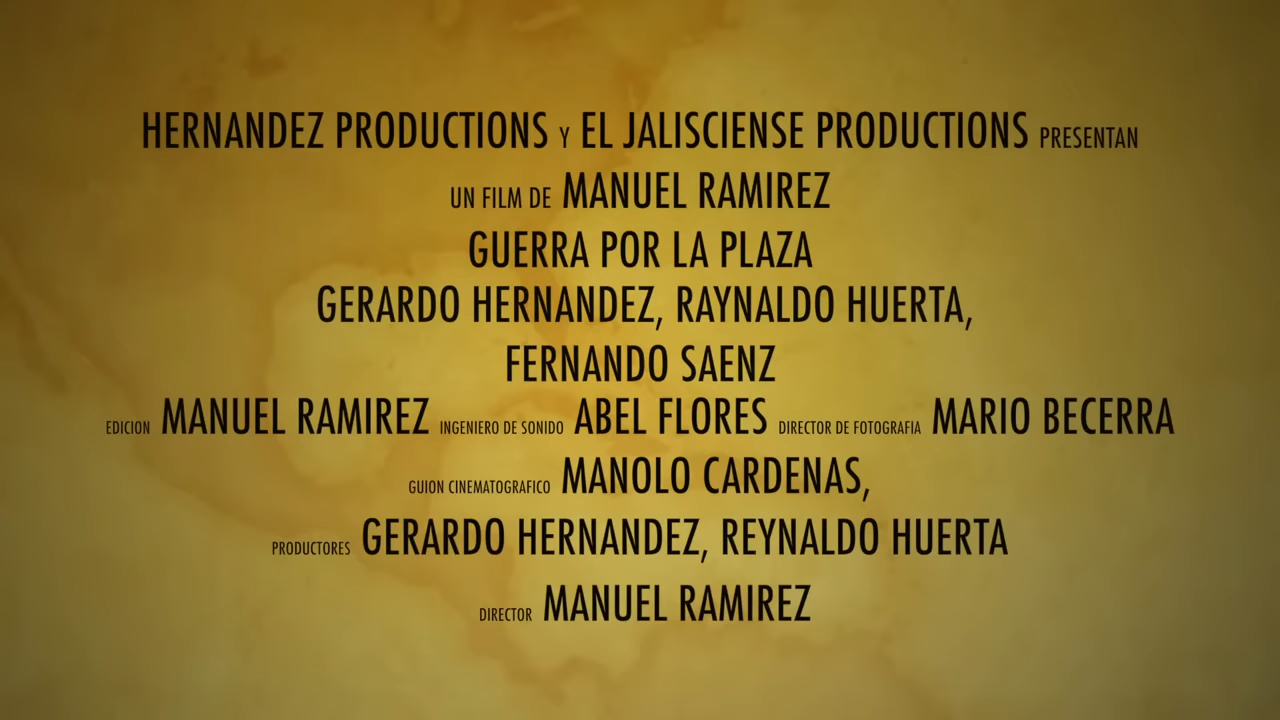 HERNANDEZ PRODUCTIONS Y EL JALISCIENSE PRODUCTIONS PRESENTAN
UN FILM DE MANUEL RAMIREZ
GUERRA POR LA PLAZA
GERARDO HERNANDEZ, RAYNALDO HUERTA,
FERNANDO SAENZ
EDICION MANUEL RAMIREZ INGENIERO DE SONIDO ABEL FLORES DIRECTOR DE FOTOGRAFIA MARIO BECERRA
GUION CINEMATOGRAFICO MANOLO CARDENAS,
PRODUCTORES GERARDO HERNANDEZ, REYNALDO HUERTA
DIRECTOR MANUEL RAMIREZ